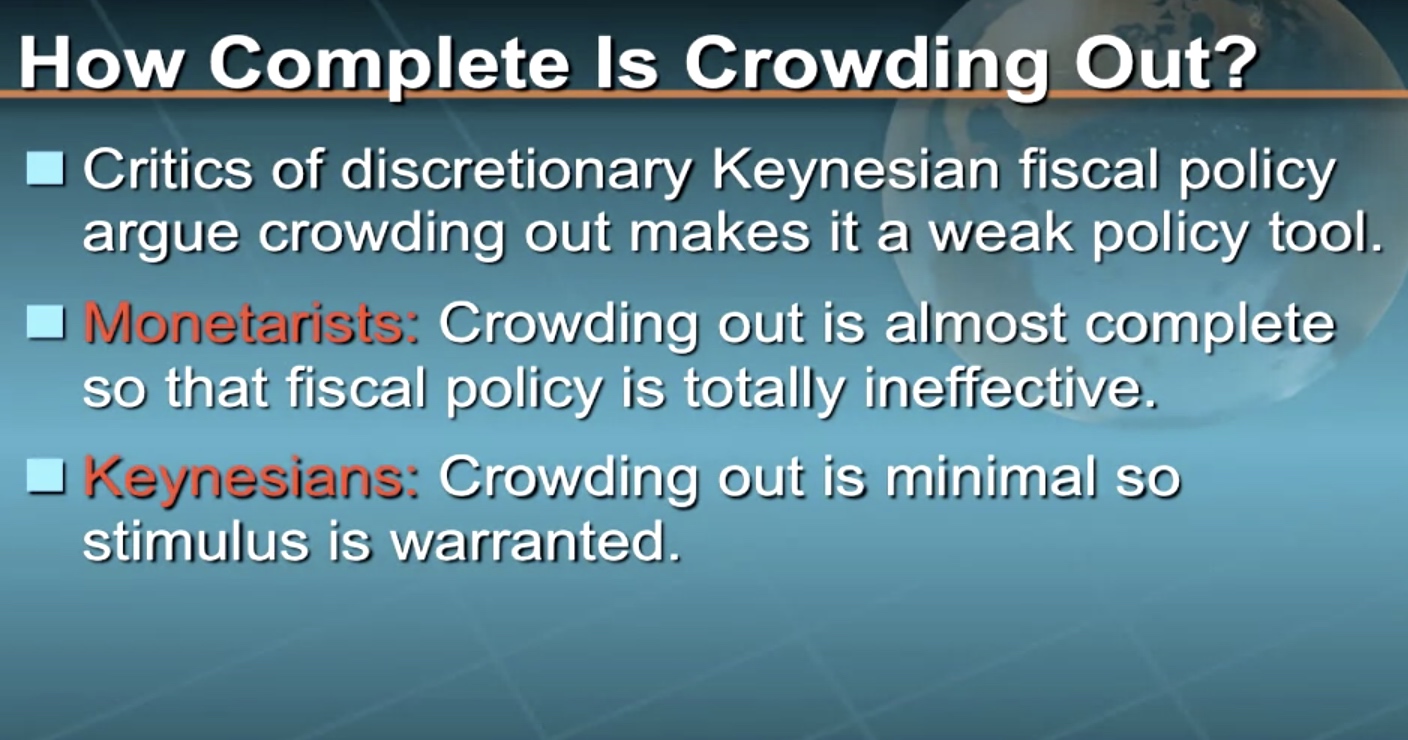 How Complete Is Crowding Out?
Critics of discretionary Keynesian fiscal policy
argue crowding out makes it a weak policy tool.
Monetarists: Crowding out is almost complete
so that fiscal policy is totally ineffective.
Keynesians: Crowding out is minimal so
stimulus is warranted.